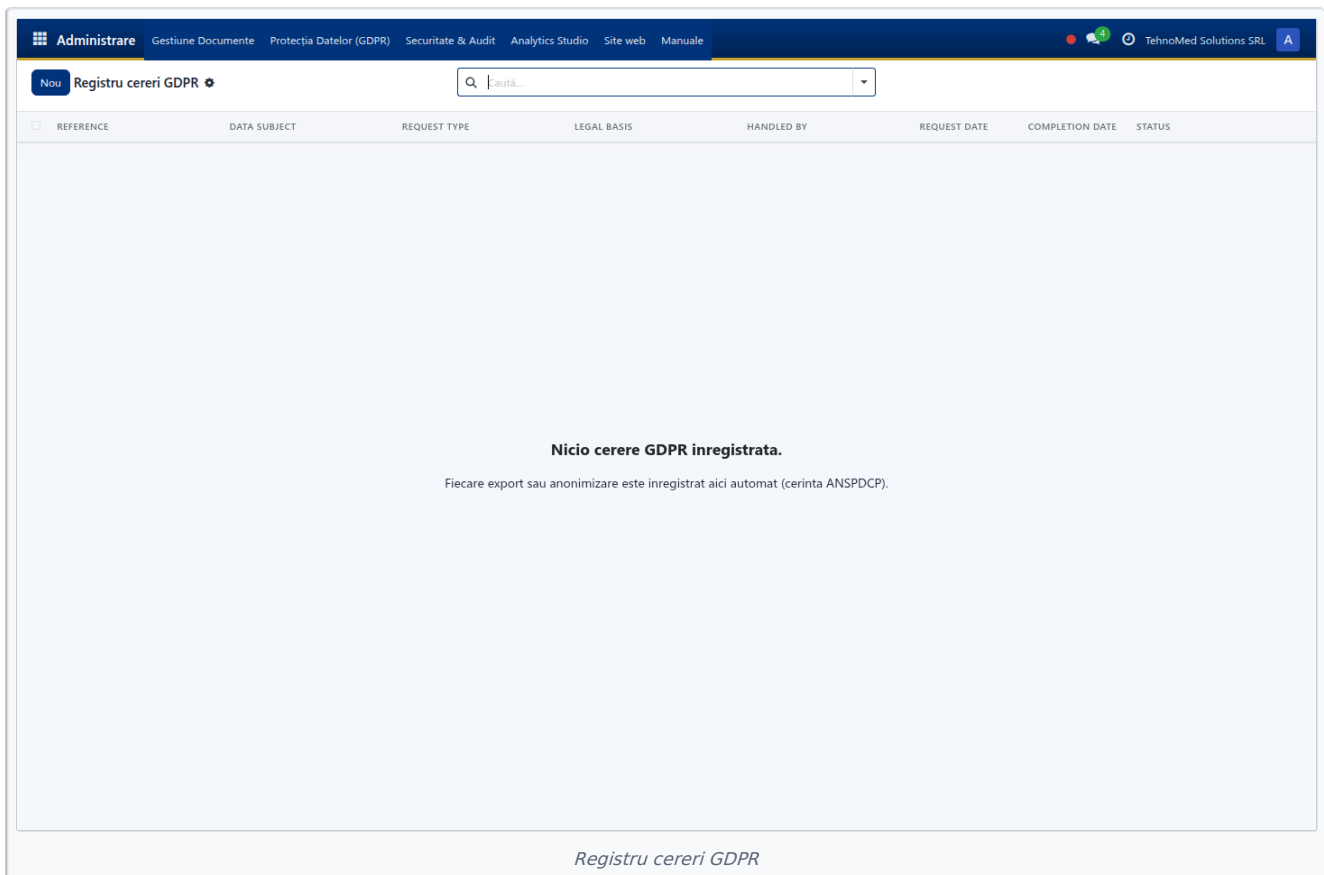 Administrare Gestiune Documente Protecția Datelor (GDPR) Securitate & Audit Analytics Studio Site web Manuale 4 TehnoMed Solutions SRL A
Nou Registru cereri GDPR Caută...
REFERENCE DATA SUBJECT REQUEST TYPE LEGAL BASIS HANDLED BY REQUEST DATE COMPLETION DATE STATUS
Nicio cerere GDPR inregistrata.
Fiecare export sau anonimizare este inregistrat aici automat (cerinta ANSPDCP).
Registru cereri GDPR